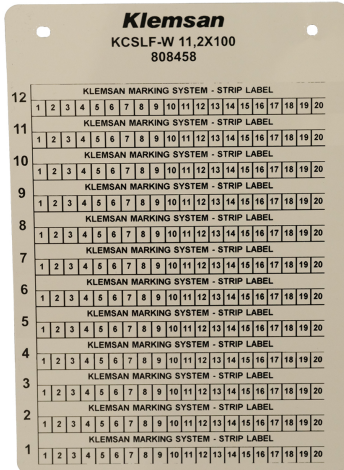 Klemsan
KCSLF-W 11,2X100
808458
KLEMSAN MARKING SYSTEM - STRIP LABEL
12 1 2 3 4 5 6 7 8 9 10 11 12 13 14 15 16 17 18 19 20
KLEMSAN MARKING SYSTEM - STRIP LABEL
11 1 2 3 4 5 6 7 8 9 10 11 12 13 14 15 16 17 18 19 20
KLEMSAN MARKING SYSTEM - STRIP LABEL
10 1 2 3 4 5 6 7 8 9 10 11 12 13 14 15 16 17 18 19 20
KLEMSAN MARKING SYSTEM - STRIP LABEL
9 1 2 3 4 5 6 7 8 9 10 11 12 13 14 15 16 17 18 19 20
KLEMSAN MARKING SYSTEM - STRIP LABEL
8 1 2 3 4 5 6 7 8 9 10 11 12 13 14 15 16 17 18 19 20
KLEMSAN MARKING SYSTEM - STRIP LABEL
7 1 2 3 4 5 6 7 8 9 10 11 12 13 14 15 16 17 18 19 20
KLEMSAN MARKING SYSTEM - STRIP LABEL
6 1 2 3 4 5 6 7 8 9 10 11 12 13 14 15 16 17 18 19 20
KLEMSAN MARKING SYSTEM - STRIP LABEL
5 1 2 3 4 5 6 7 8 9 10 11 12 13 14 15 16 17 18 19 20
KLEMSAN MARKING SYSTEM - STRIP LABEL
4 1 2 3 4 5 6 7 8 9 10 11 12 13 14 15 16 17 18 19 20
KLEMSAN MARKING SYSTEM - STRIP LABEL
3 1 2 3 4 5 6 7 8 9 10 11 12 13 14 15 16 17 18 19 20
KLEMSAN MARKING SYSTEM - STRIP LABEL
2 1 2 3 4 5 6 7 8 9 10 11 12 13 14 15 16 17 18 19 20
KLEMSAN MARKING SYSTEM - STRIP LABEL
1 1 2 3 4 5 6 7 8 9 10 11 12 13 14 15 16 17 18 19 20